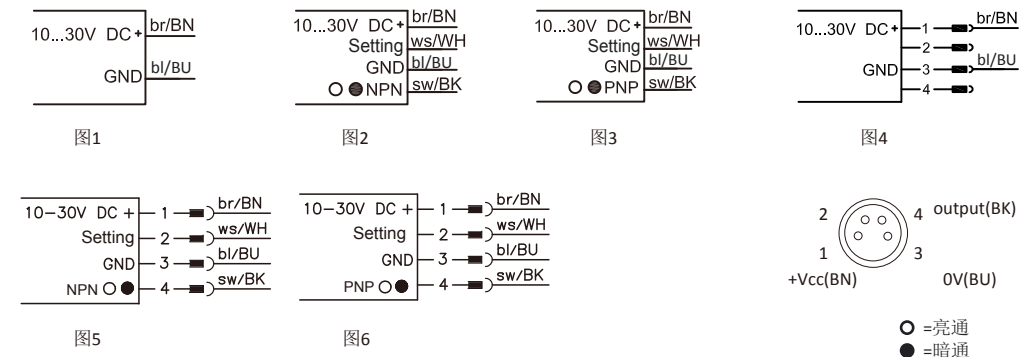 10...30V DC+ br/BN
GND bl/BU
图1
10...30V DC+ br/BN
Setting ws/WH
GND bl/BU
NPN sw/BK
图2
10...30V DC+ br/BN
Setting ws/WH
GND bl/BU
PNP sw/BK
图3
10...30V DC+ 1 br/BN
2
GND 3 bl/BU
4
图4
10-30V DC + 1 br/BN
Setting 2 ws/WH
GND 3 bl/BU
NPN 4 sw/BK
图5
10-30V DC + 1 br/BN
Setting 2 ws/WH
GND 3 bl/BU
PNP 4 sw/BK
图6
2 4 output(BK)
1 3
+Vcc(BN) 0V(BU)
=亮通
=暗通